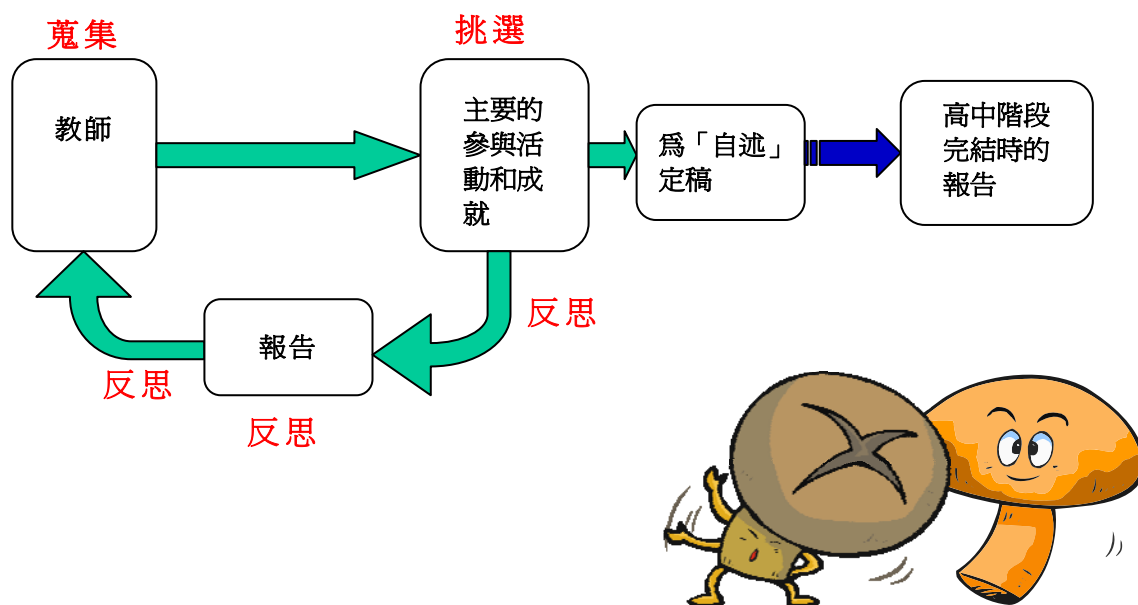 蒐集
挑選
教師
主要的
參與活
動和成
就
爲「自述」
定稿
高中階段
完結時的
報告
反思
報告
反思
反思